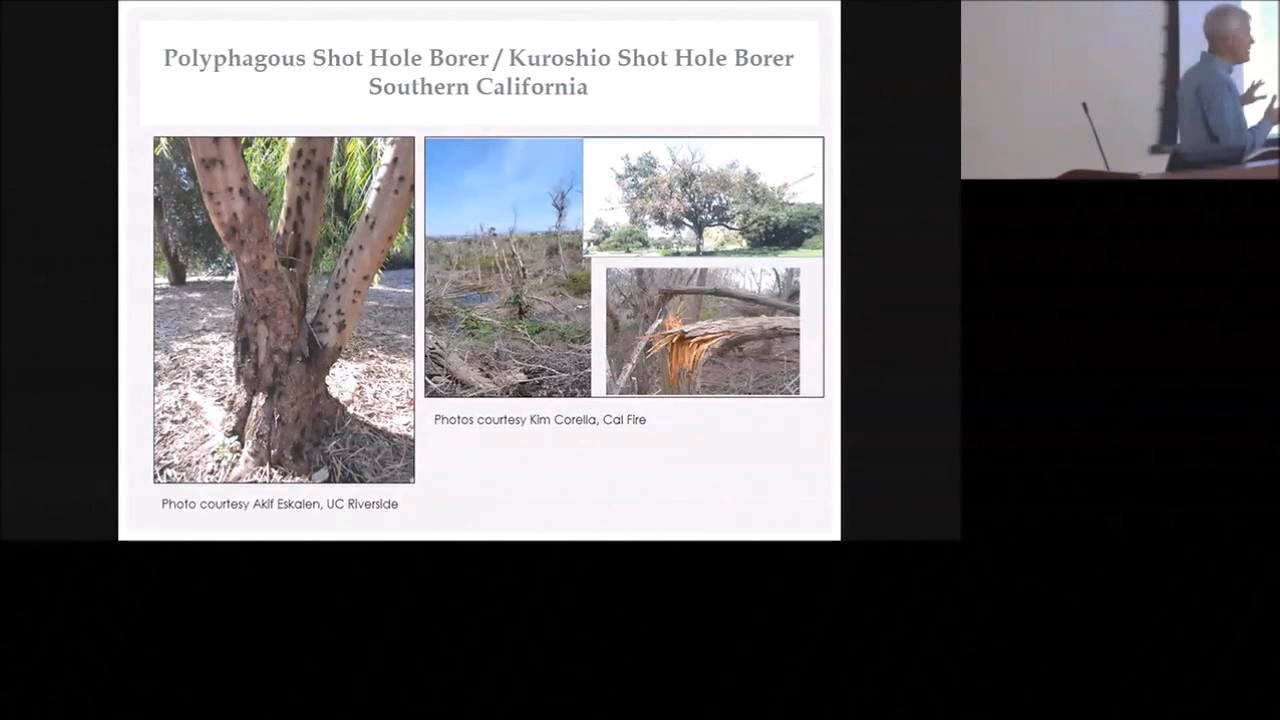 Polyphagous Shot Hole Borer / Kuroshio Shot Hole Borer
Southern California
Photos courtesy Kim Corella, Cal Fire
Photo courtesy Akif Eskalen, UC Riverside